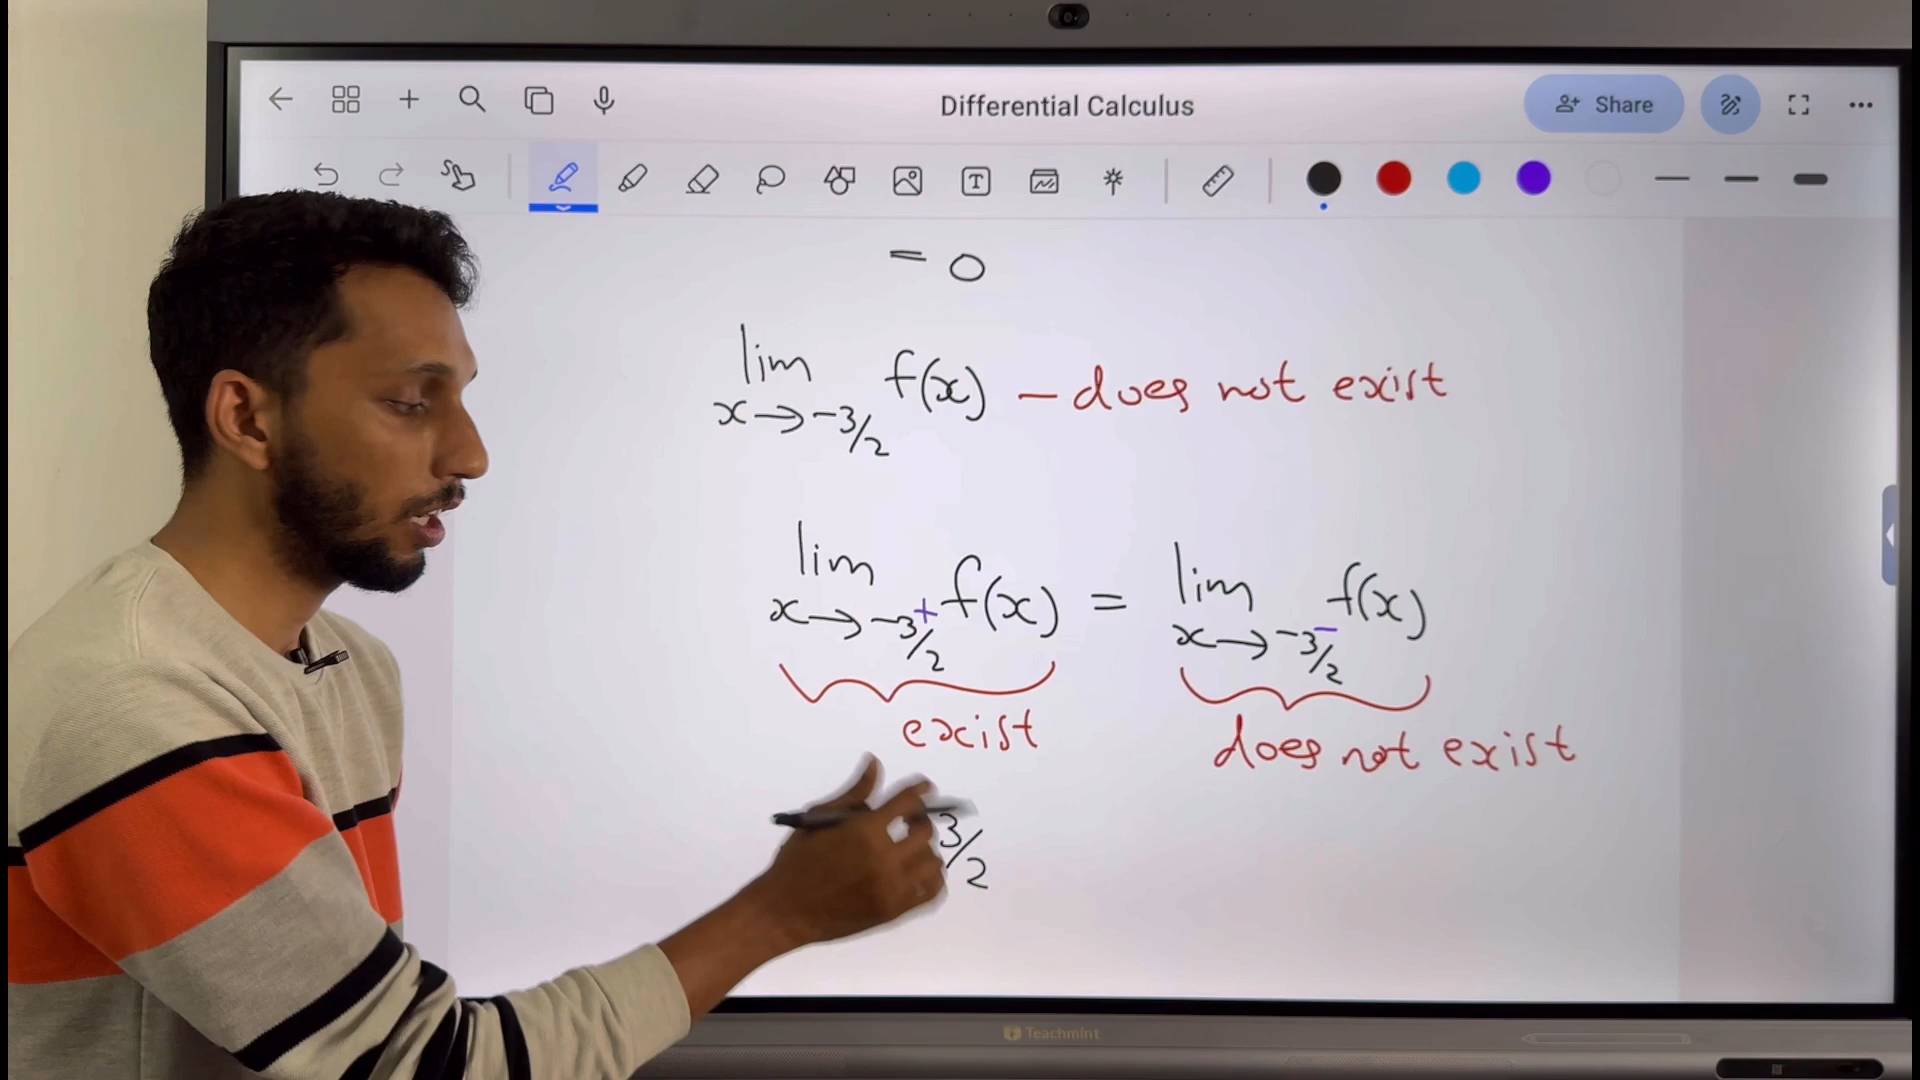 Differential Calculus
Share
= 0
lim f(x) – does not exist
x→-3/2
lim f(x) = lim f(x)
x→-3⁺/2 x→-3⁻/2
exist does not exist
3/2
Teachmint